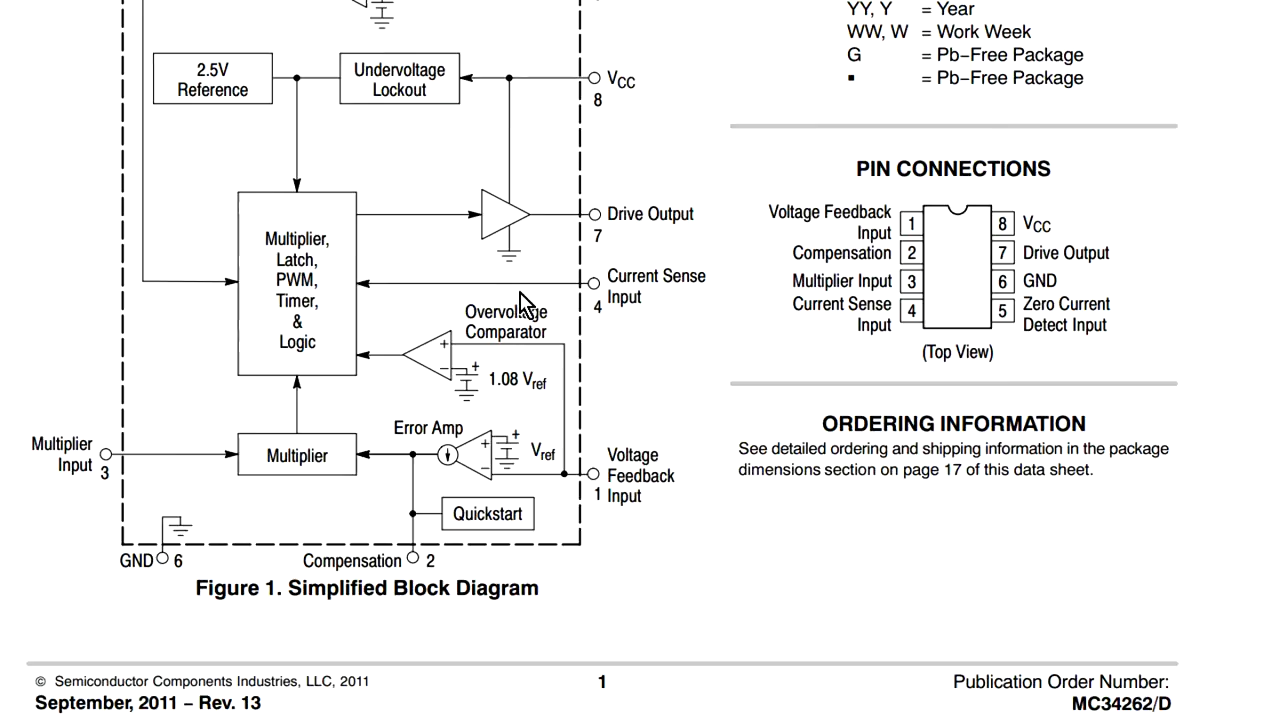 2.5V
Reference
Undervoltage
Lockout
VCC
8
Multiplier,
Latch,
PWM,
Timer,
&
Logic
Drive Output
7
Current Sense
Input
4
Overvoltage
Comparator
+
−
+
1.08 Vref
Error Amp
+
−
+
Vref
Multiplier
Input
3
Multiplier
Voltage
Feedback
Input
1
Quickstart
GND 6
Compensation 2
Figure 1. Simplified Block Diagram
YY, Y = Year
WW, W = Work Week
G = Pb−Free Package
▪ = Pb−Free Package
PIN CONNECTIONS
Voltage Feedback
Input
1
8 VCC
Compensation 2
7 Drive Output
Multiplier Input 3
6 GND
Current Sense
Input
4
5
Zero Current
Detect Input
(Top View)
ORDERING INFORMATION
See detailed ordering and shipping information in the package
dimensions section on page 17 of this data sheet.
© Semiconductor Components Industries, LLC, 2011
September, 2011 − Rev. 13
1
Publication Order Number:
MC34262/D